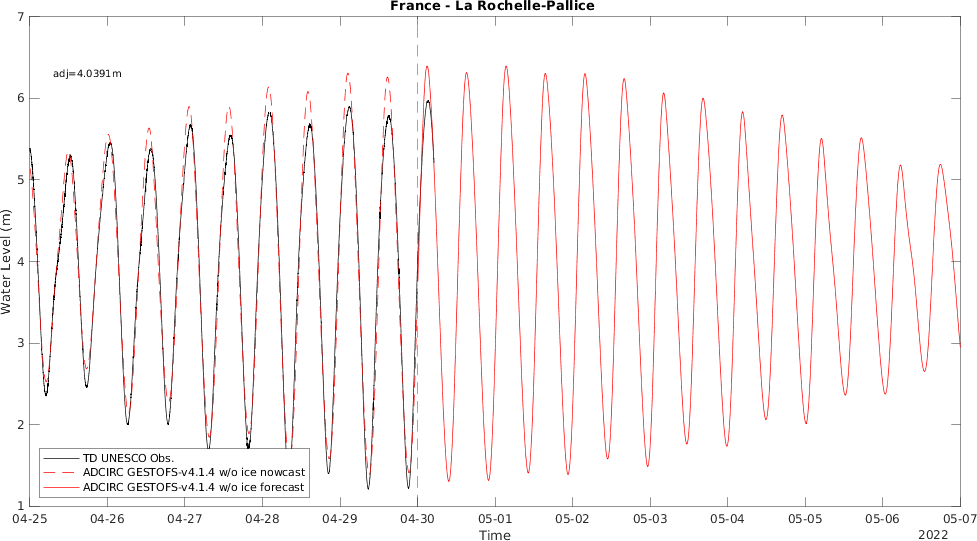 France - La Rochelle-Pallice
7
6
5
4
3
2
1
Water Level (m)
adj=4.0391m
TD UNESCO Obs.
ADCIRC GESTOFS-v4.1.4 w/o ice nowcast
ADCIRC GESTOFS-v4.1.4 w/o ice forecast
04-25 04-26 04-27 04-28 04-29 04-30 05-01 05-02 05-03 05-04 05-05 05-06 05-07
Time
2022